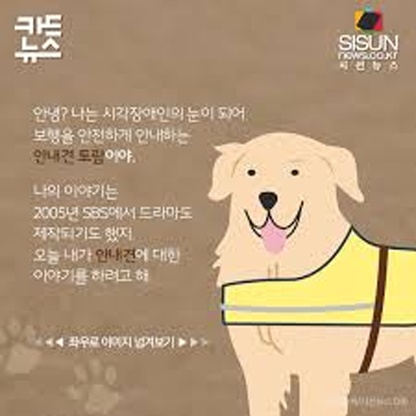 카드
뉴스
SISUN
news.co.kr
시선뉴스
안녕? 나는 시각장애인의 눈이 되어
보행을 안전하게 안내하는
안내견 토람이야.
나의 이야기는
2005년 SBS에서 드라마로
제작되기도 했지
오늘 내가 안내견에 대한
이야기를 하려고 해
◀◀◀ 좌우로 이미지 넘겨보기 ▶▶▶